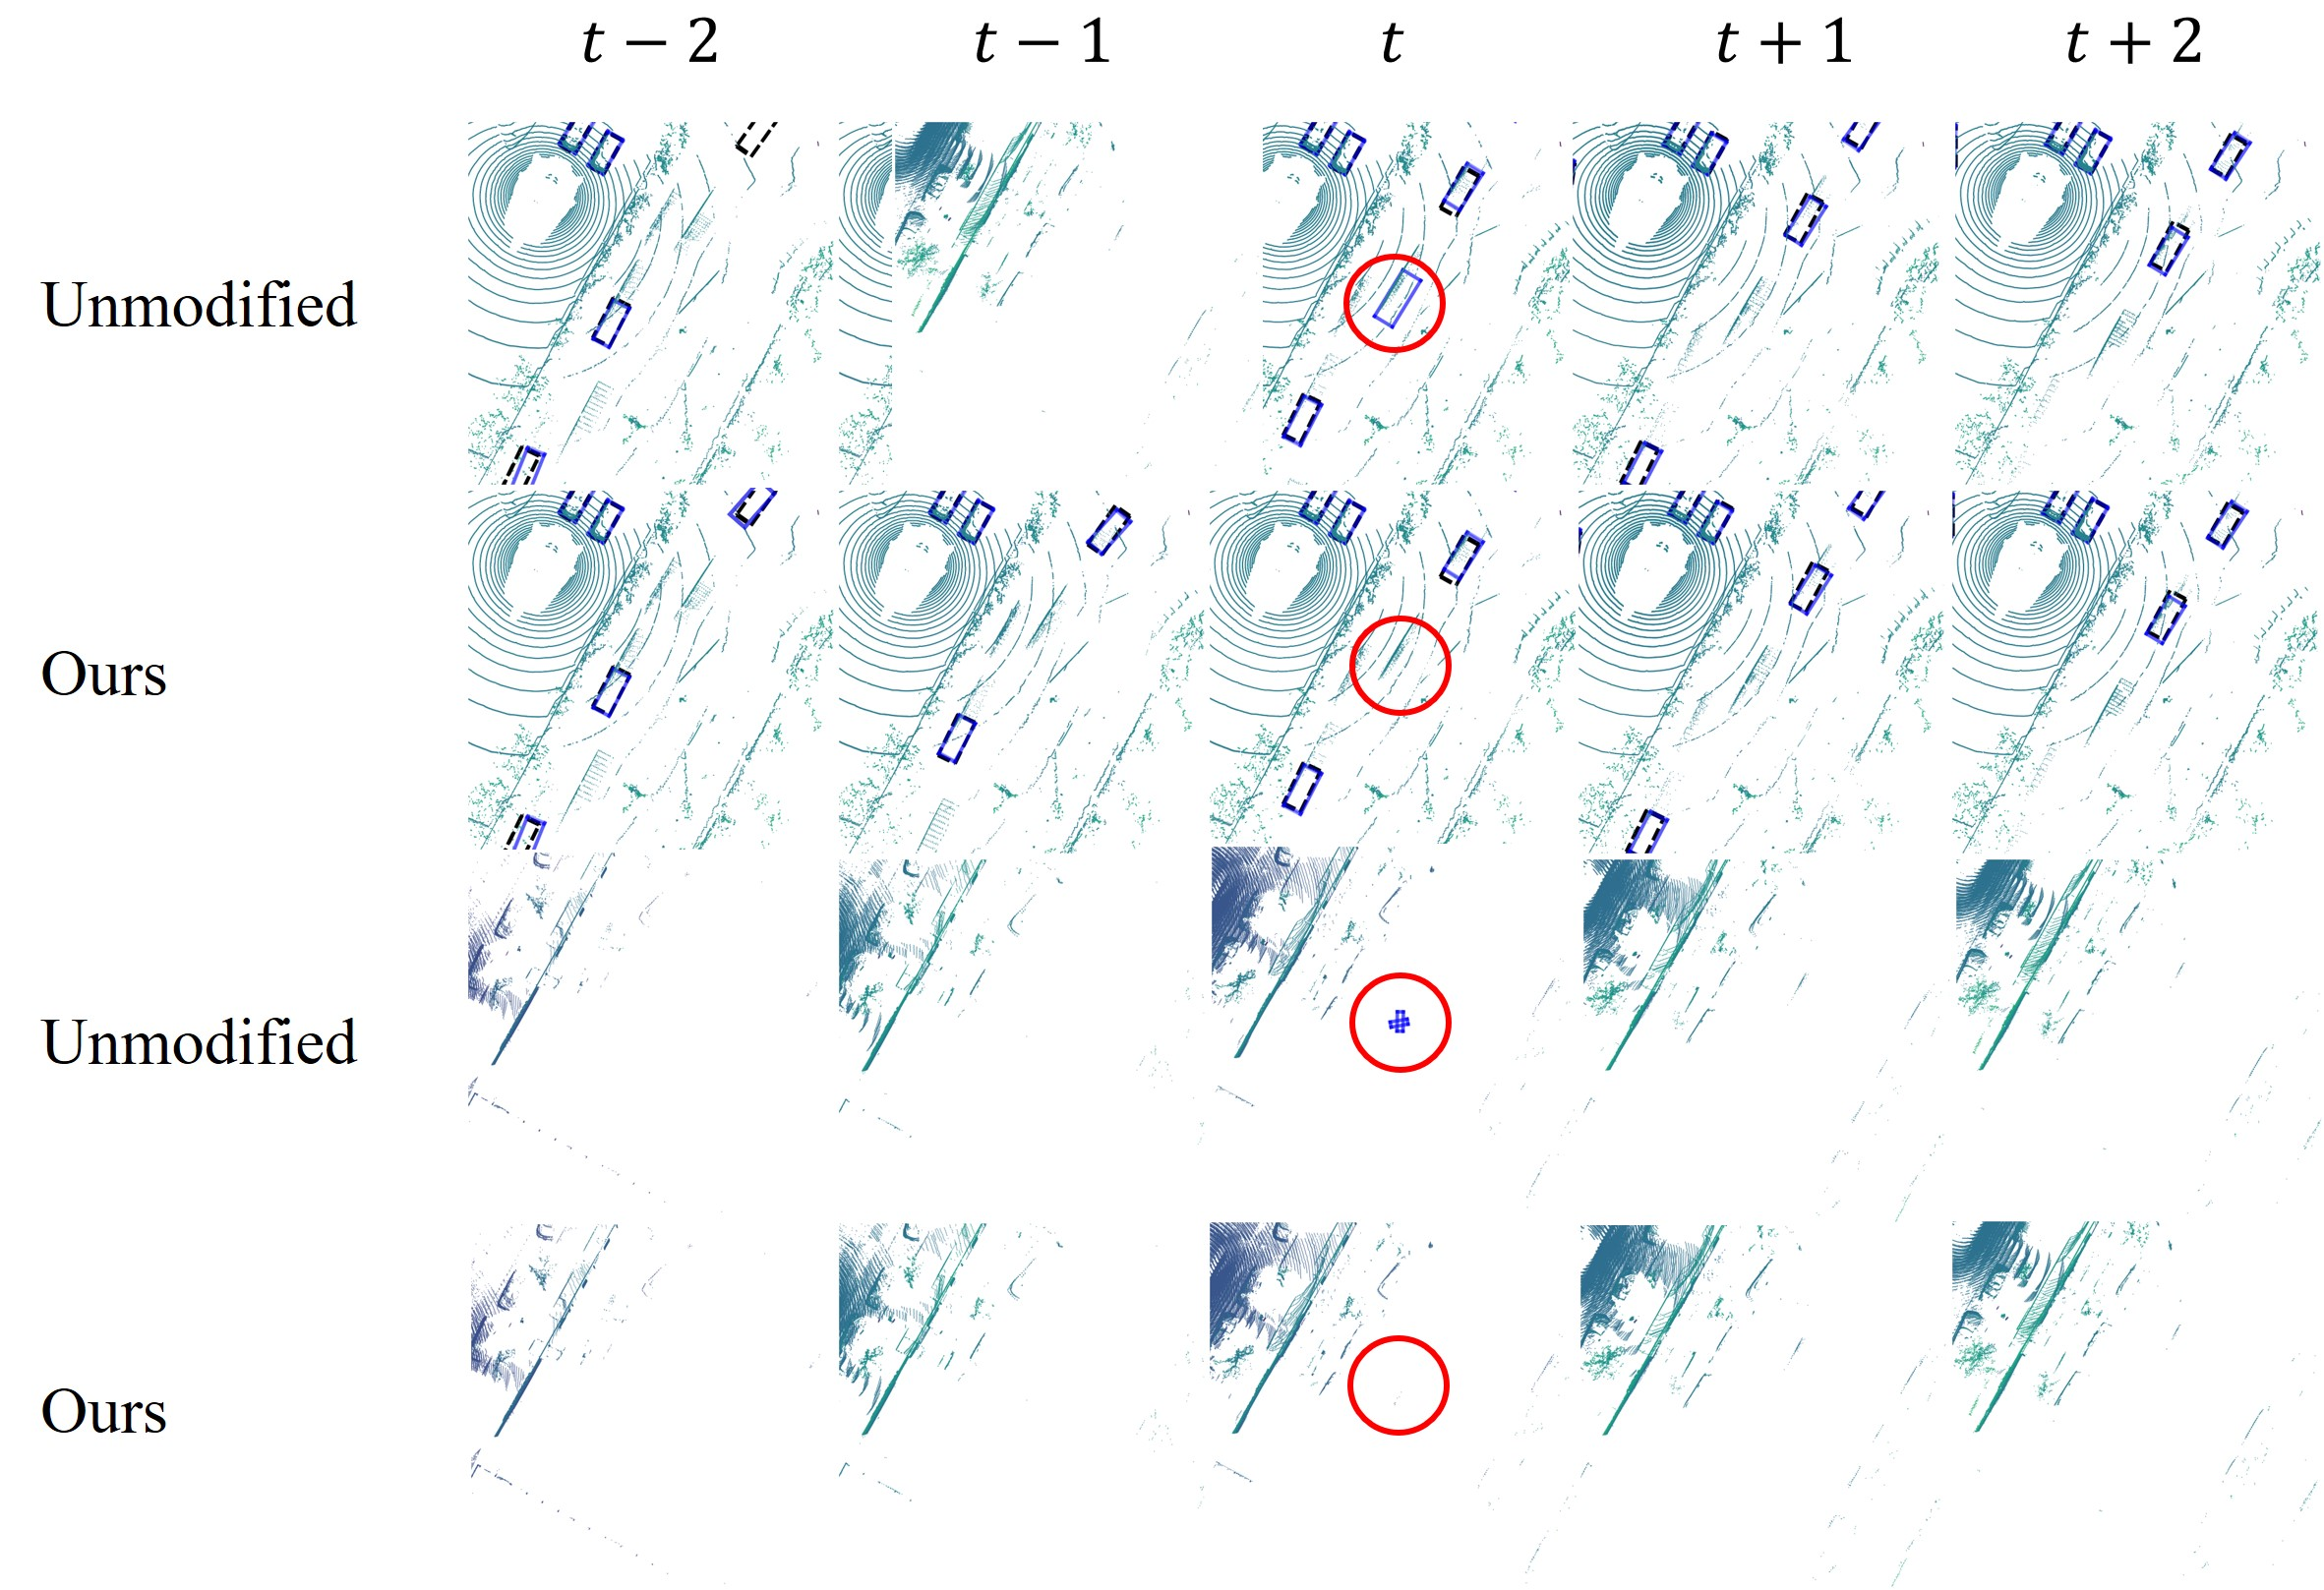 t − 2 t − 1 t t + 1 t + 2
Unmodified
Ours
Unmodified
Ours